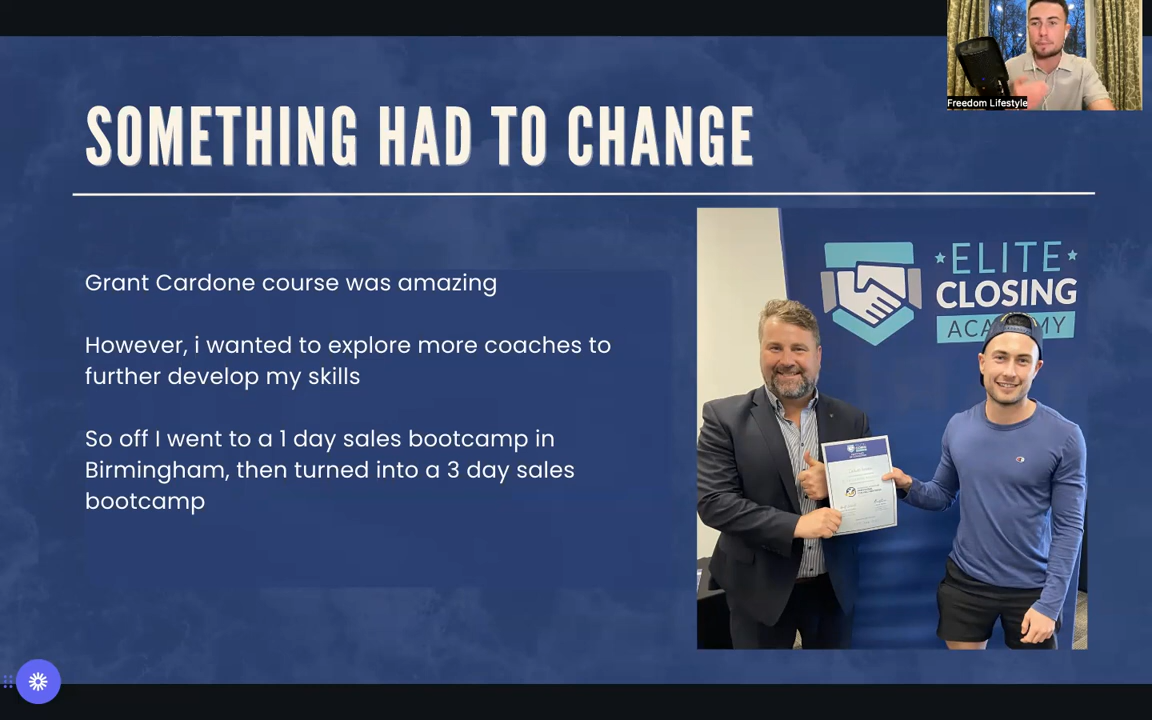 Freedom Lifestyle
SOMETHING HAD TO CHANGE
Grant Cardone course was amazing
However, i wanted to explore more coaches to
further develop my skills
So off I went to a 1 day sales bootcamp in
Birmingham, then turned into a 3 day sales
bootcamp
ELITE
CLOSING